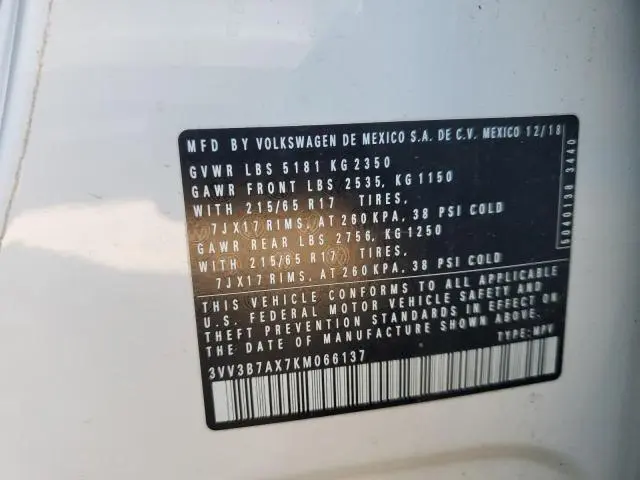 MFD BY VOLKSWAGEN DE MEXICO S.A. DE C.V. MEXICO 12/18
GVWR LBS 5181 KG 2350
GAWR FRONT LBS 2535, KG 1150
WITH 215/65 R17 TIRES,
7JX17 RIMS, AT 260 KPA, 38 PSI COLD
GAWR REAR LBS 2756, KG 1250
WITH 215/65 R17 TIRES,
7JX17 RIMS, AT 260 KPA, 38 PSI COLD
THIS VEHICLE CONFORMS TO ALL APPLICABLE
U.S. FEDERAL MOTOR VEHICLE SAFETY AND
THEFT PREVENTION STANDARDS IN EFFECT ON
THE DATE OF MANUFACTURE SHOWN ABOVE.
3VV3B7AX7KM066137 TYPE: MPV
5040138 3440